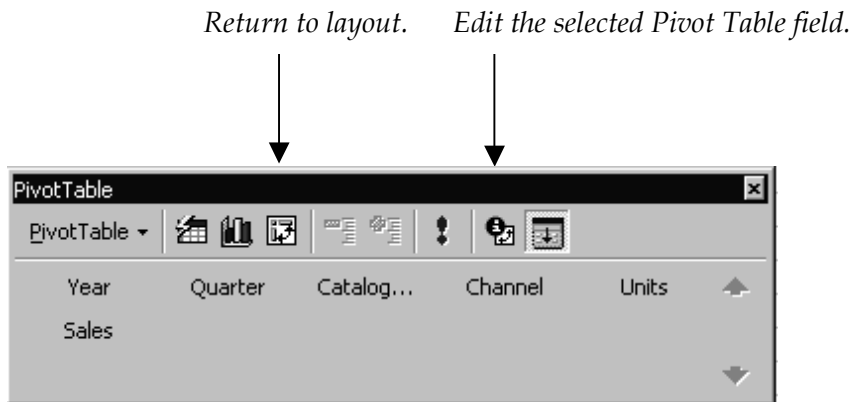 Return to layout. Edit the selected Pivot Table field.
PivotTable
PivotTable
Year Quarter Catalog... Channel Units
Sales